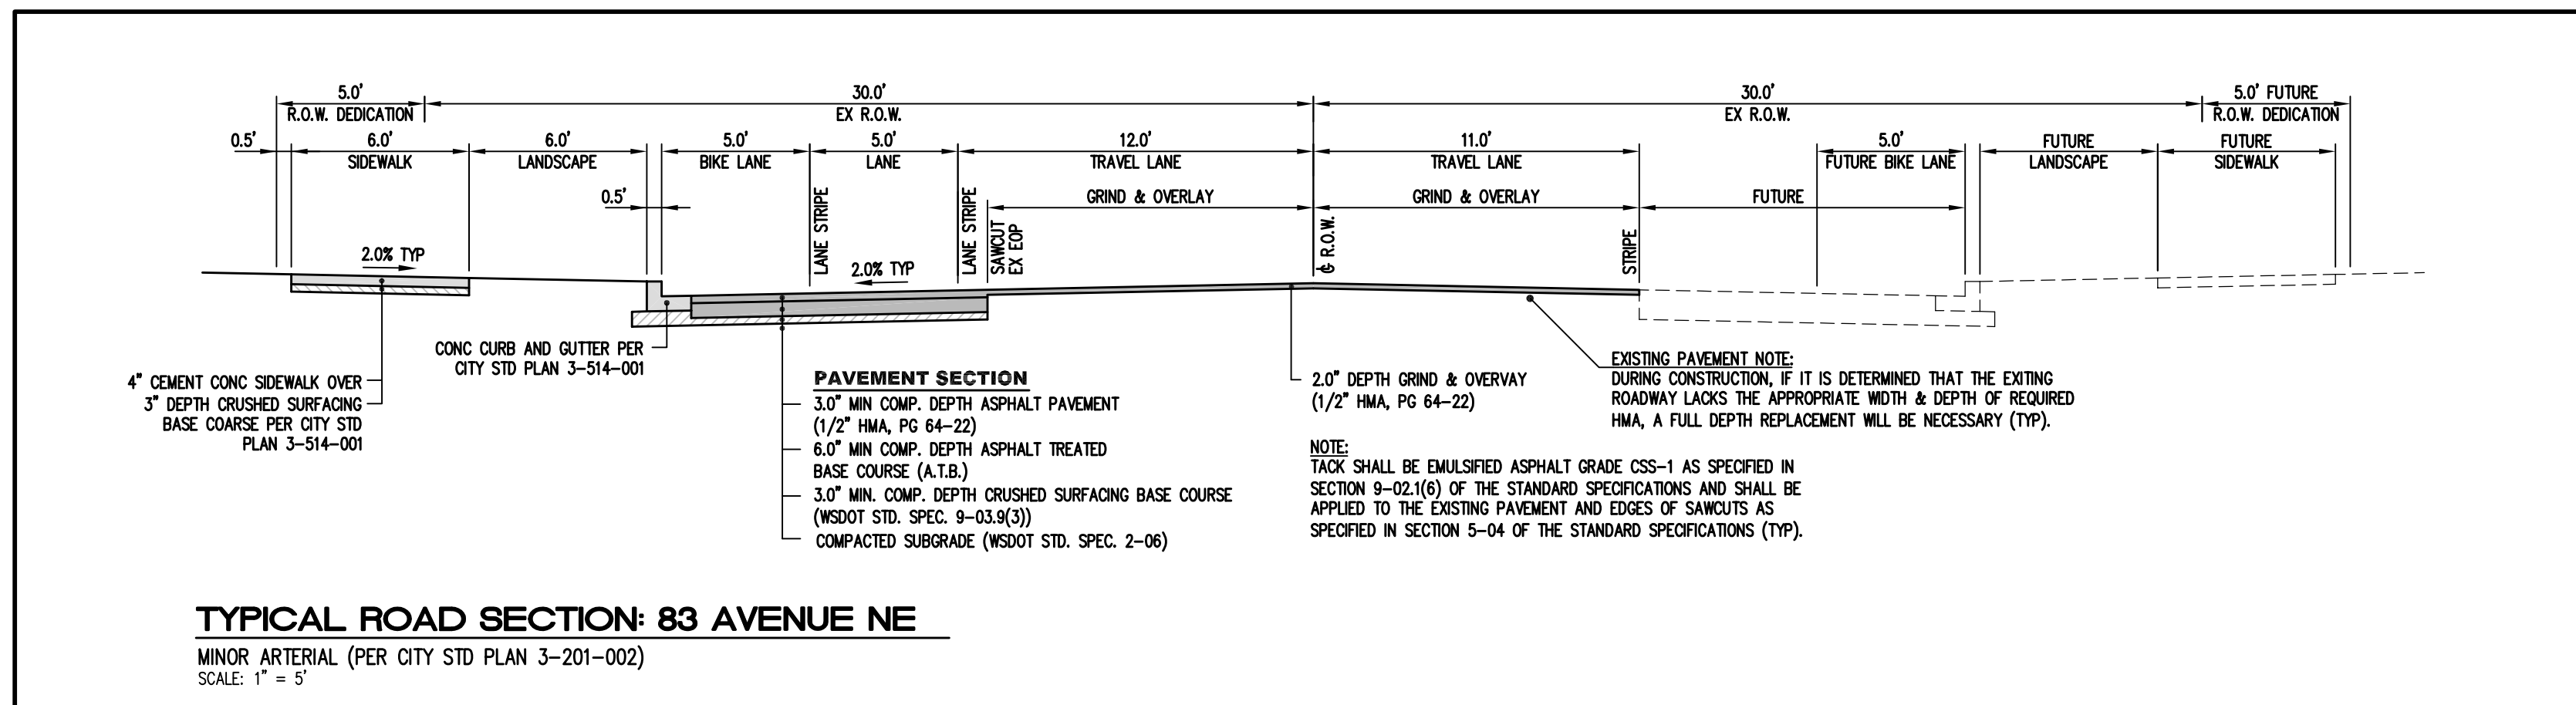 5.0' 30.0' 30.0' 5.0' FUTURE
R.O.W. DEDICATION EX R.O.W. EX R.O.W. R.O.W. DEDICATION
0.5' 6.0' 6.0' 5.0' 5.0' 12.0' 11.0' 5.0' FUTURE FUTURE
SIDEWALK LANDSCAPE BIKE LANE LANE TRAVEL LANE TRAVEL LANE FUTURE BIKE LANE LANDSCAPE SIDEWALK
0.5' GRIND & OVERLAY GRIND & OVERLAY FUTURE
LANE STRIPE
LANE STRIPE
SAWCUT
EX EOP
R.O.W.
STRIPE
2.0% TYP
2.0% TYP
CONC CURB AND GUTTER PER
CITY STD PLAN 3-514-001
4" CEMENT CONC SIDEWALK OVER
3" DEPTH CRUSHED SURFACING
BASE COARSE PER CITY STD
PLAN 3-514-001
PAVEMENT SECTION
3.0" MIN COMP. DEPTH ASPHALT PAVEMENT
(1/2" HMA, PG 64-22)
6.0" MIN COMP. DEPTH ASPHALT TREATED
BASE COURSE (A.T.B.)
3.0" MIN. COMP. DEPTH CRUSHED SURFACING BASE COURSE
(WSDOT STD. SPEC. 9-03.9(3))
COMPACTED SUBGRADE (WSDOT STD. SPEC. 2-06)
2.0" DEPTH GRIND & OVERVAY
(1/2" HMA, PG 64-22)
EXISTING PAVEMENT NOTE:
DURING CONSTRUCTION, IF IT IS DETERMINED THAT THE EXITING
ROADWAY LACKS THE APPROPRIATE WIDTH & DEPTH OF REQUIRED
HMA, A FULL DEPTH REPLACEMENT WILL BE NECESSARY (TYP).
NOTE:
TACK SHALL BE EMULSIFIED ASPHALT GRADE CSS-1 AS SPECIFIED IN
SECTION 9-02.1(6) OF THE STANDARD SPECIFICATIONS AND SHALL BE
APPLIED TO THE EXISTING PAVEMENT AND EDGES OF SAWCUTS AS
SPECIFIED IN SECTION 5-04 OF THE STANDARD SPECIFICATIONS (TYP).
TYPICAL ROAD SECTION: 83 AVENUE NE
MINOR ARTERIAL (PER CITY STD PLAN 3-201-002)
SCALE: 1" = 5'